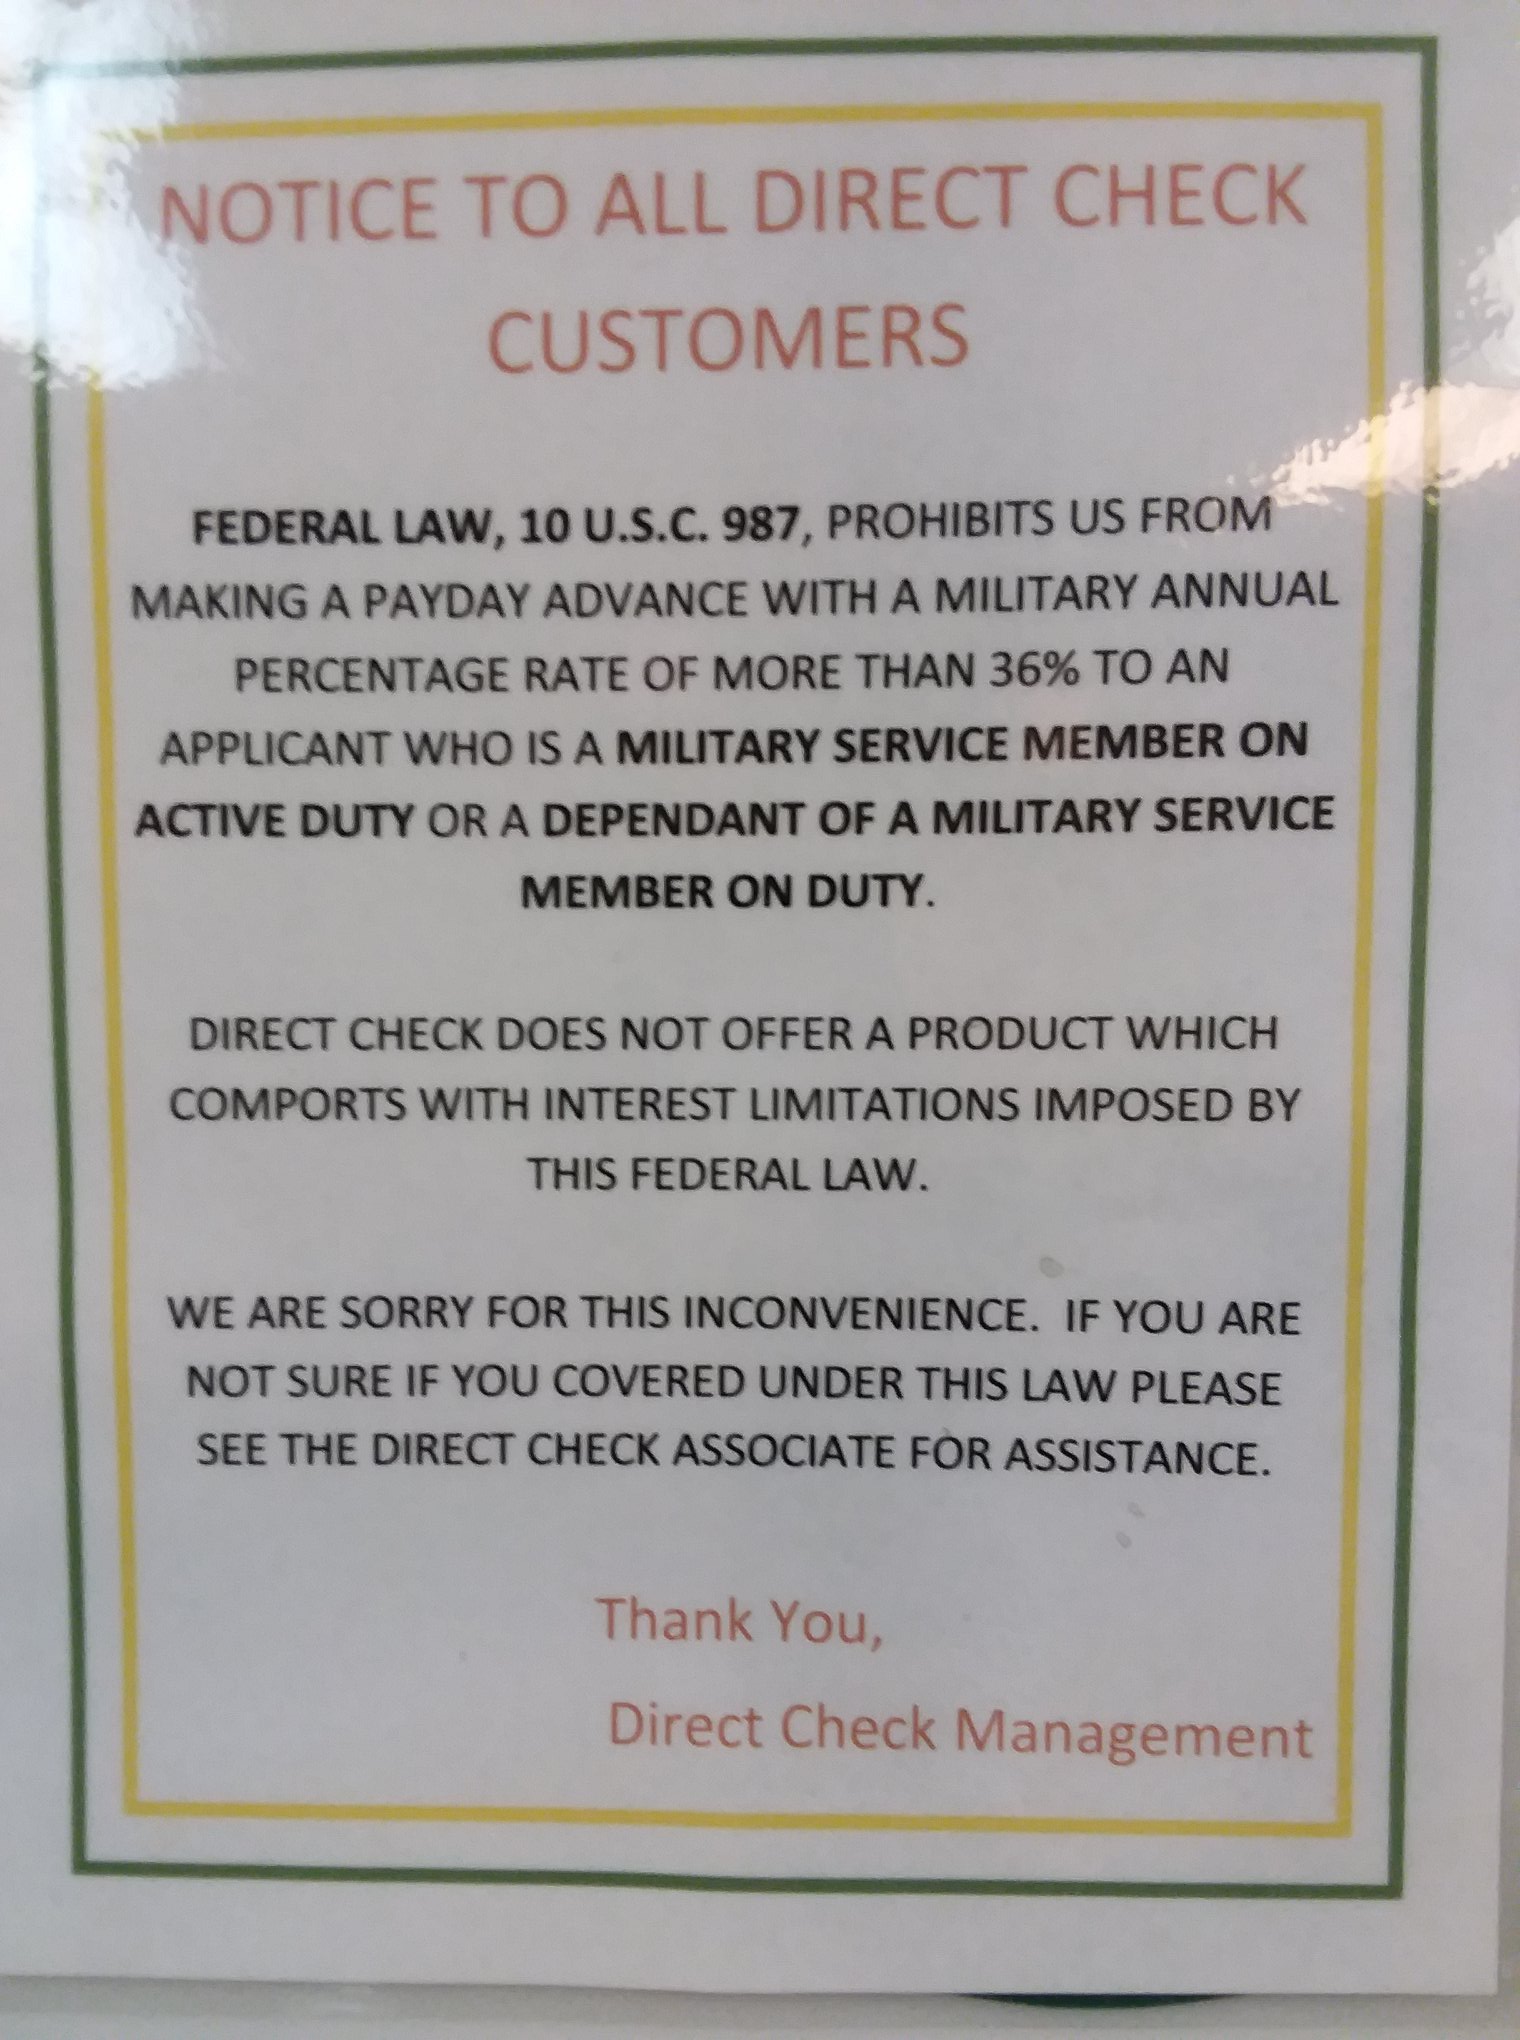 NOTICE TO ALL DIRECT CHECK
CUSTOMERS
FEDERAL LAW, 10 U.S.C. 987, PROHIBITS US FROM
MAKING A PAYDAY ADVANCE WITH A MILITARY ANNUAL
PERCENTAGE RATE OF MORE THAN 36% TO AN
APPLICANT WHO IS A MILITARY SERVICE MEMBER ON
ACTIVE DUTY OR A DEPENDANT OF A MILITARY SERVICE
MEMBER ON DUTY.
DIRECT CHECK DOES NOT OFFER A PRODUCT WHICH
COMPORTS WITH INTEREST LIMITATIONS IMPOSED BY
THIS FEDERAL LAW.
WE ARE SORRY FOR THIS INCONVENIENCE. IF YOU ARE
NOT SURE IF YOU COVERED UNDER THIS LAW PLEASE
SEE THE DIRECT CHECK ASSOCIATE FOR ASSISTANCE.
Thank You,
Direct Check Management